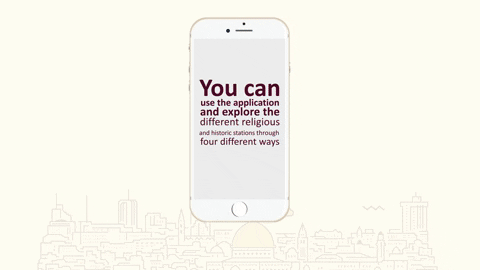 You can
use the application
and explore the
different religious
and historic stations through
four different ways